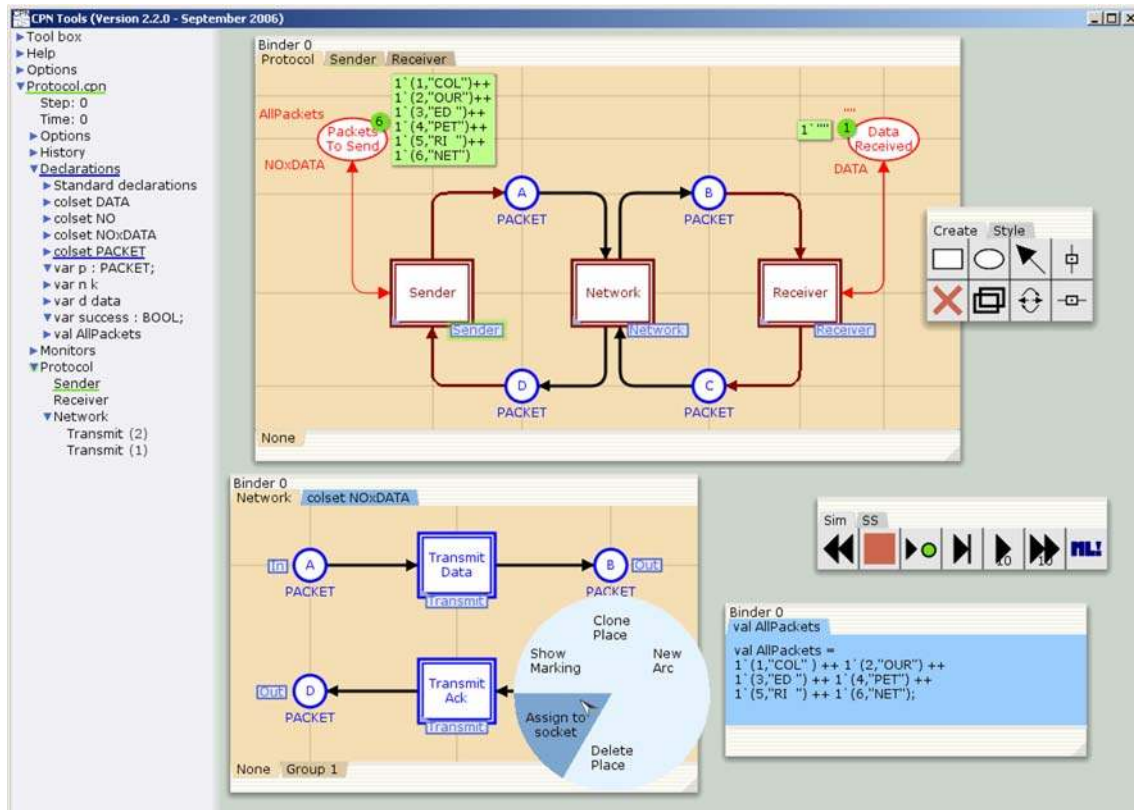 CPN Tools (Version 2.2.0 - September 2006)
Tool box
Help
Options
Protocol.cpn
Step: 0
Time: 0
Options
History
Declarations
Standard declarations
colset DATA
colset NO
colset NOxDATA
colset PACKET
var p : PACKET;
var n k
var d data
var success : BOOL;
val AllPackets
Monitors
Protocol
Sender
Receiver
Network
Transmit (2)
Transmit (1)
Binder 0
Protocol Sender Receiver
1`(1,"COL")++
1`(2,"OUR")++
1`(3,"ED ")++
1`(4,"PET")++
1`(5,"RI  ")++
1`(6,"NET")
AllPackets
6
Packets
To Send
NOxDATA
""
1`""
1
Data
Received
DATA
A
PACKET
B
PACKET
Sender
Sender
Network
Network
Receiver
Receiver
D
PACKET
C
PACKET
None
Create Style
Binder 0
Network colset NOxDATA
In
A
PACKET
Transmit
Data
Transmit
B
Out
PACKET
Out
D
PACKET
Transmit
Ack
Transmit
Clone
Place
Show
Marking
New
Arc
Assign to
socket
Delete
Place
None Group 1
Sim SS
10
10
ML!
Binder 0
val AllPackets
val AllPackets =
1`(1,"COL" ) ++ 1`(2,"OUR") ++
1`(3,"ED ") ++ 1`(4,"PET") ++
1`(5,"RI  ") ++ 1`(6,"NET");